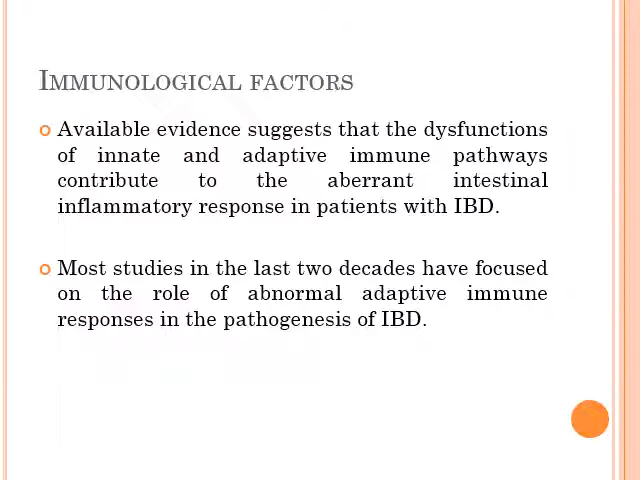 IMMUNOLOGICAL FACTORS
Available evidence suggests that the dysfunctions
of innate and adaptive immune pathways
contribute to the aberrant intestinal
inflammatory response in patients with IBD.
Most studies in the last two decades have focused
on the role of abnormal adaptive immune
responses in the pathogenesis of IBD.